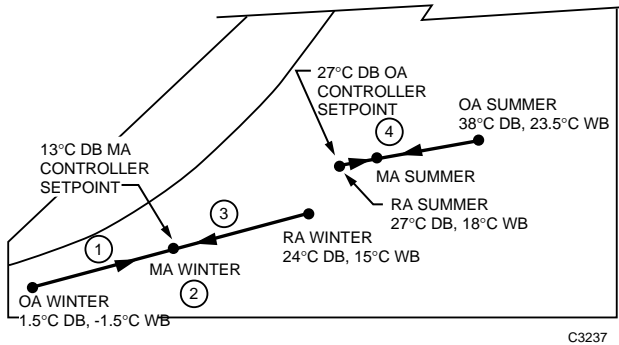 27°C DB OA
CONTROLLER
SETPOINT
OA SUMMER
38°C DB, 23.5°C WB
4
13°C DB MA
CONTROLLER
SETPOINT
MA SUMMER
RA SUMMER
27°C DB, 18°C WB
3
1
RA WINTER
24°C DB, 15°C WB
MA WINTER
2
OA WINTER
1.5°C DB, -1.5°C WB
C3237